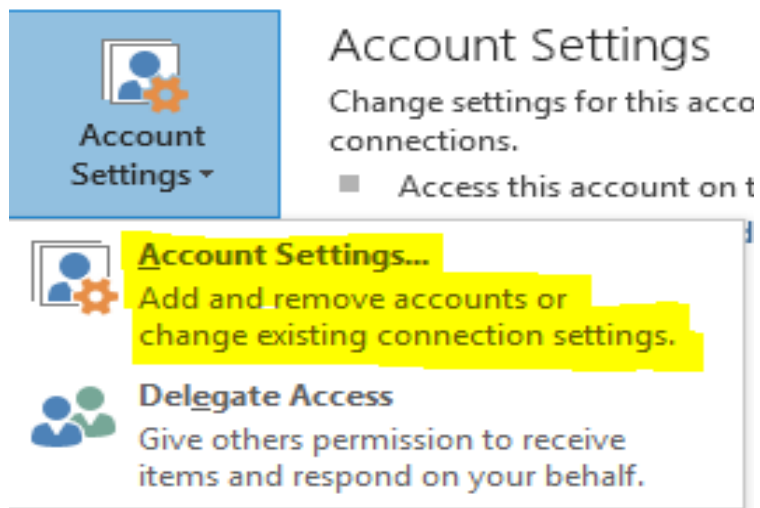 Account
Settings
Account Settings
Change settings for this acco
connections.
Access this account on t
d
Account Settings...
Add and remove accounts or
change existing connection settings.
Delegate Access
Give others permission to receive
items and respond on your behalf.